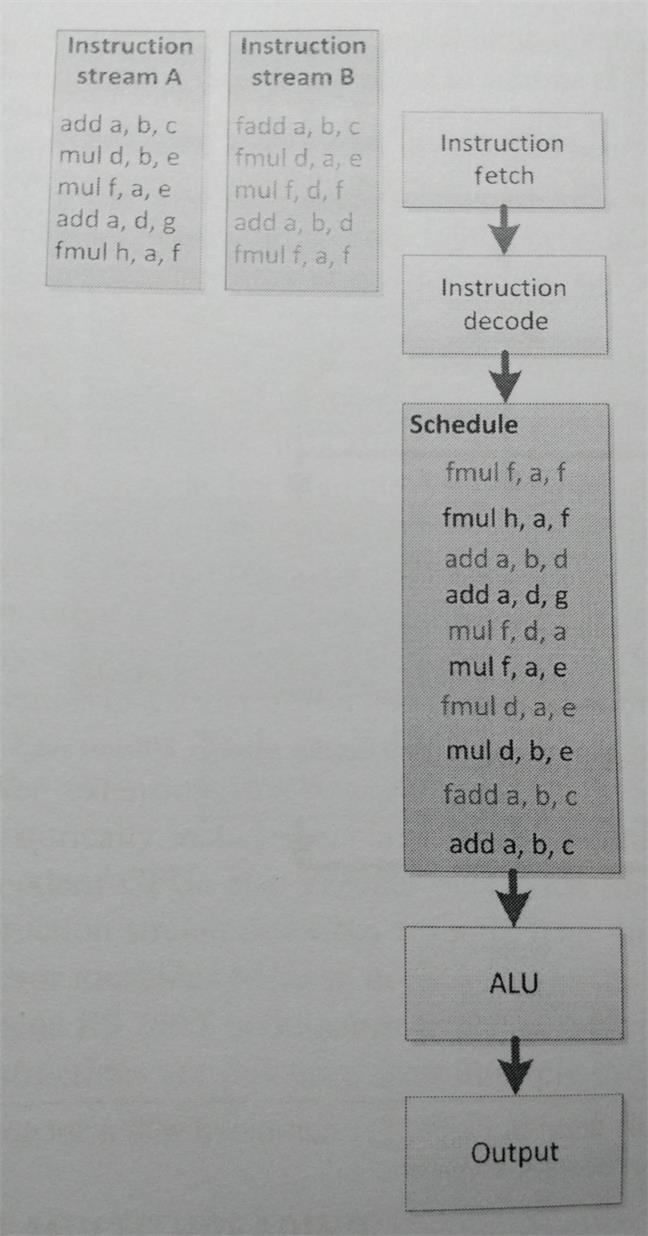 Instruction
stream A
add a, b, c
mul d, b, e
mul f, a, e
add a, d, g
fmul h, a, f
Instruction
stream B
fadd a, b, c
fmul d, a, e
mul f, d, f
add a, b, d
fmul f, a, f
Instruction
fetch
Instruction
decode
Schedule
fmul f, a, f
fmul h, a, f
add a, b, d
add a, d, g
mul f, d, a
mul f, a, e
fmul d, a, e
mul d, b, e
fadd a, b, c
add a, b, c
ALU
Output